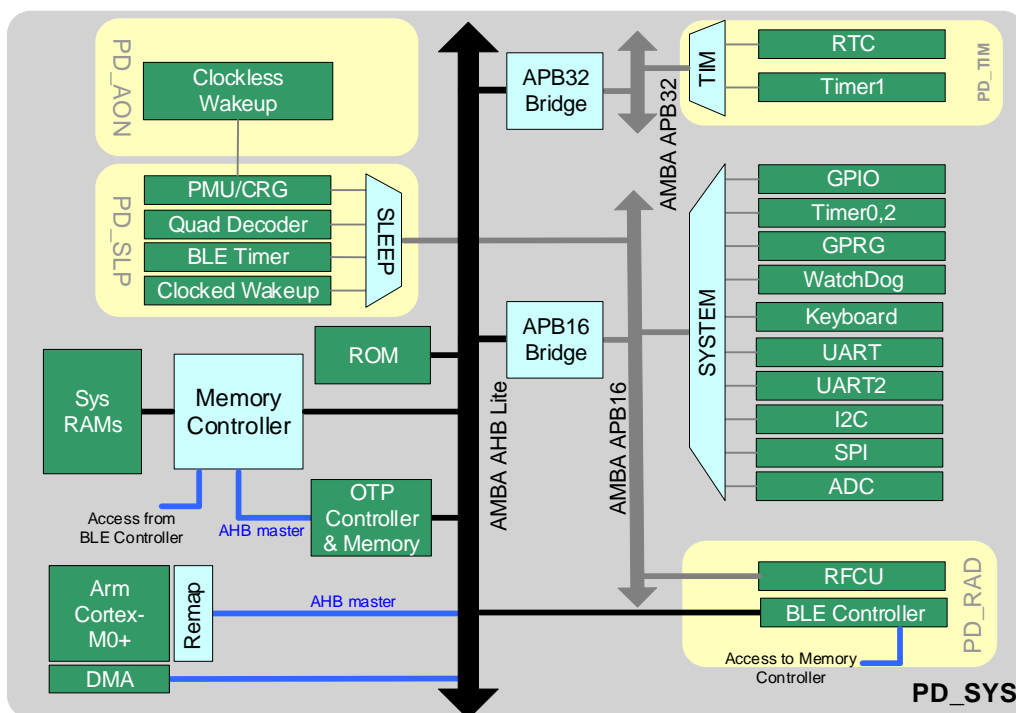 PD_AON
Clockless
Wakeup
PD_SLP
PMU/CRG
Quad Decoder
BLE Timer
Clocked Wakeup
SLEEP
APB32
Bridge
AMBA APB32
TIM
RTC
Timer1
PD_TIM
APB16
Bridge
AMBA AHB Lite
AMBA APB16
SYSTEM
GPIO
Timer0,2
GPRG
WatchDog
Keyboard
UART
UART2
I2C
SPI
ADC
ROM
Sys
RAMs
Memory
Controller
Access from
BLE Controller
AHB master
OTP
Controller
& Memory
Arm
Cortex-
M0+
Remap
AHB master
DMA
RFCU
BLE Controller
PD_RAD
Access to Memory
Controller
PD_SYS